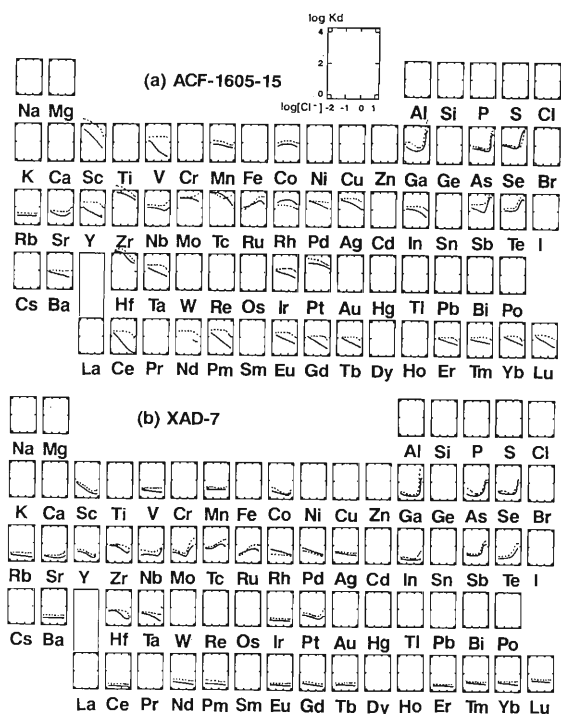 log Kd
4
2
0
log[Cl⁻] -2 -1 0 1
(a) ACF-1605-15
Na Mg Al Si P S Cl
K Ca Sc Ti V Cr Mn Fe Co Ni Cu Zn Ga Ge As Se Br
Rb Sr Y Zr Nb Mo Tc Ru Rh Pd Ag Cd In Sn Sb Te I
Cs Ba Hf Ta W Re Os Ir Pt Au Hg Tl Pb Bi Po
La Ce Pr Nd Pm Sm Eu Gd Tb Dy Ho Er Tm Yb Lu
(b) XAD-7
Na Mg Al Si P S Cl
K Ca Sc Ti V Cr Mn Fe Co Ni Cu Zn Ga Ge As Se Br
Rb Sr Y Zr Nb Mo Tc Ru Rh Pd Ag Cd In Sn Sb Te I
Cs Ba Hf Ta W Re Os Ir Pt Au Hg Tl Pb Bi Po
La Ce Pr Nd Pm Sm Eu Gd Tb Dy Ho Er Tm Yb Lu